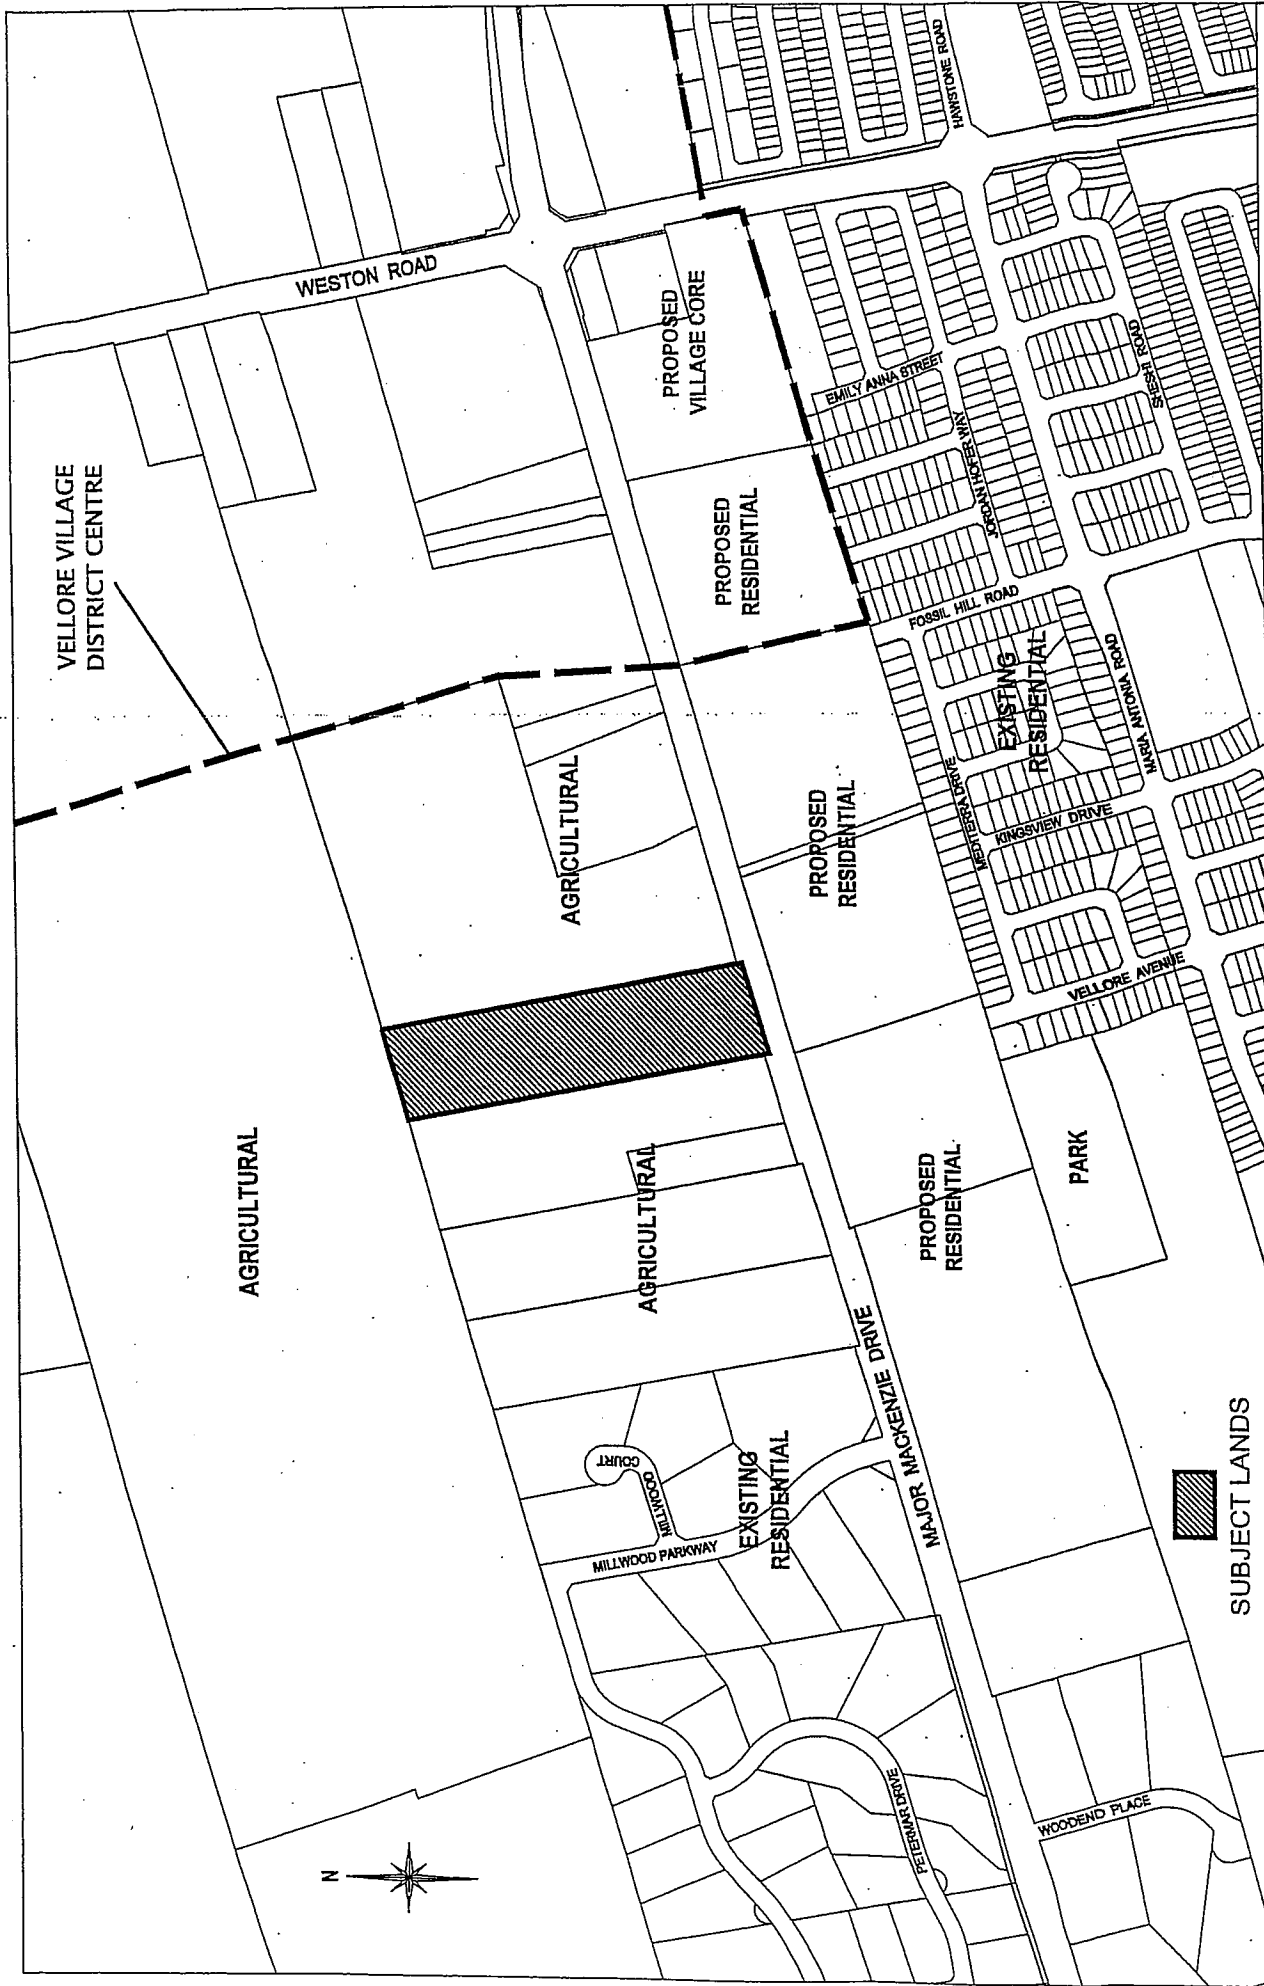 VELLORE VILLAGE
DISTRICT CENTRE
WESTON ROAD
HAWSTONE ROAD
PROPOSED
VILLAGE CORE
EMILY ANNA STREET
JORDAN HOFER WAY
PROPOSED
RESIDENTIAL
FOSSIL HILL ROAD
EXISTING
RESIDENTIAL
MARIA ANTONIA ROAD
MEDITERRA DRIVE
KINGSVIEW DRIVE
VELLORE AVENUE
AGRICULTURAL
PROPOSED
RESIDENTIAL
AGRICULTURAL
AGRICULTURAL
PROPOSED
RESIDENTIAL
PARK
MAJOR MACKENZIE DRIVE
MILLWOOD
COURT
EXISTING
RESIDENTIAL
MILLWOOD PARKWAY
PETERMAR DRIVE
WOODEND PLACE
N
SUBJECT LANDS